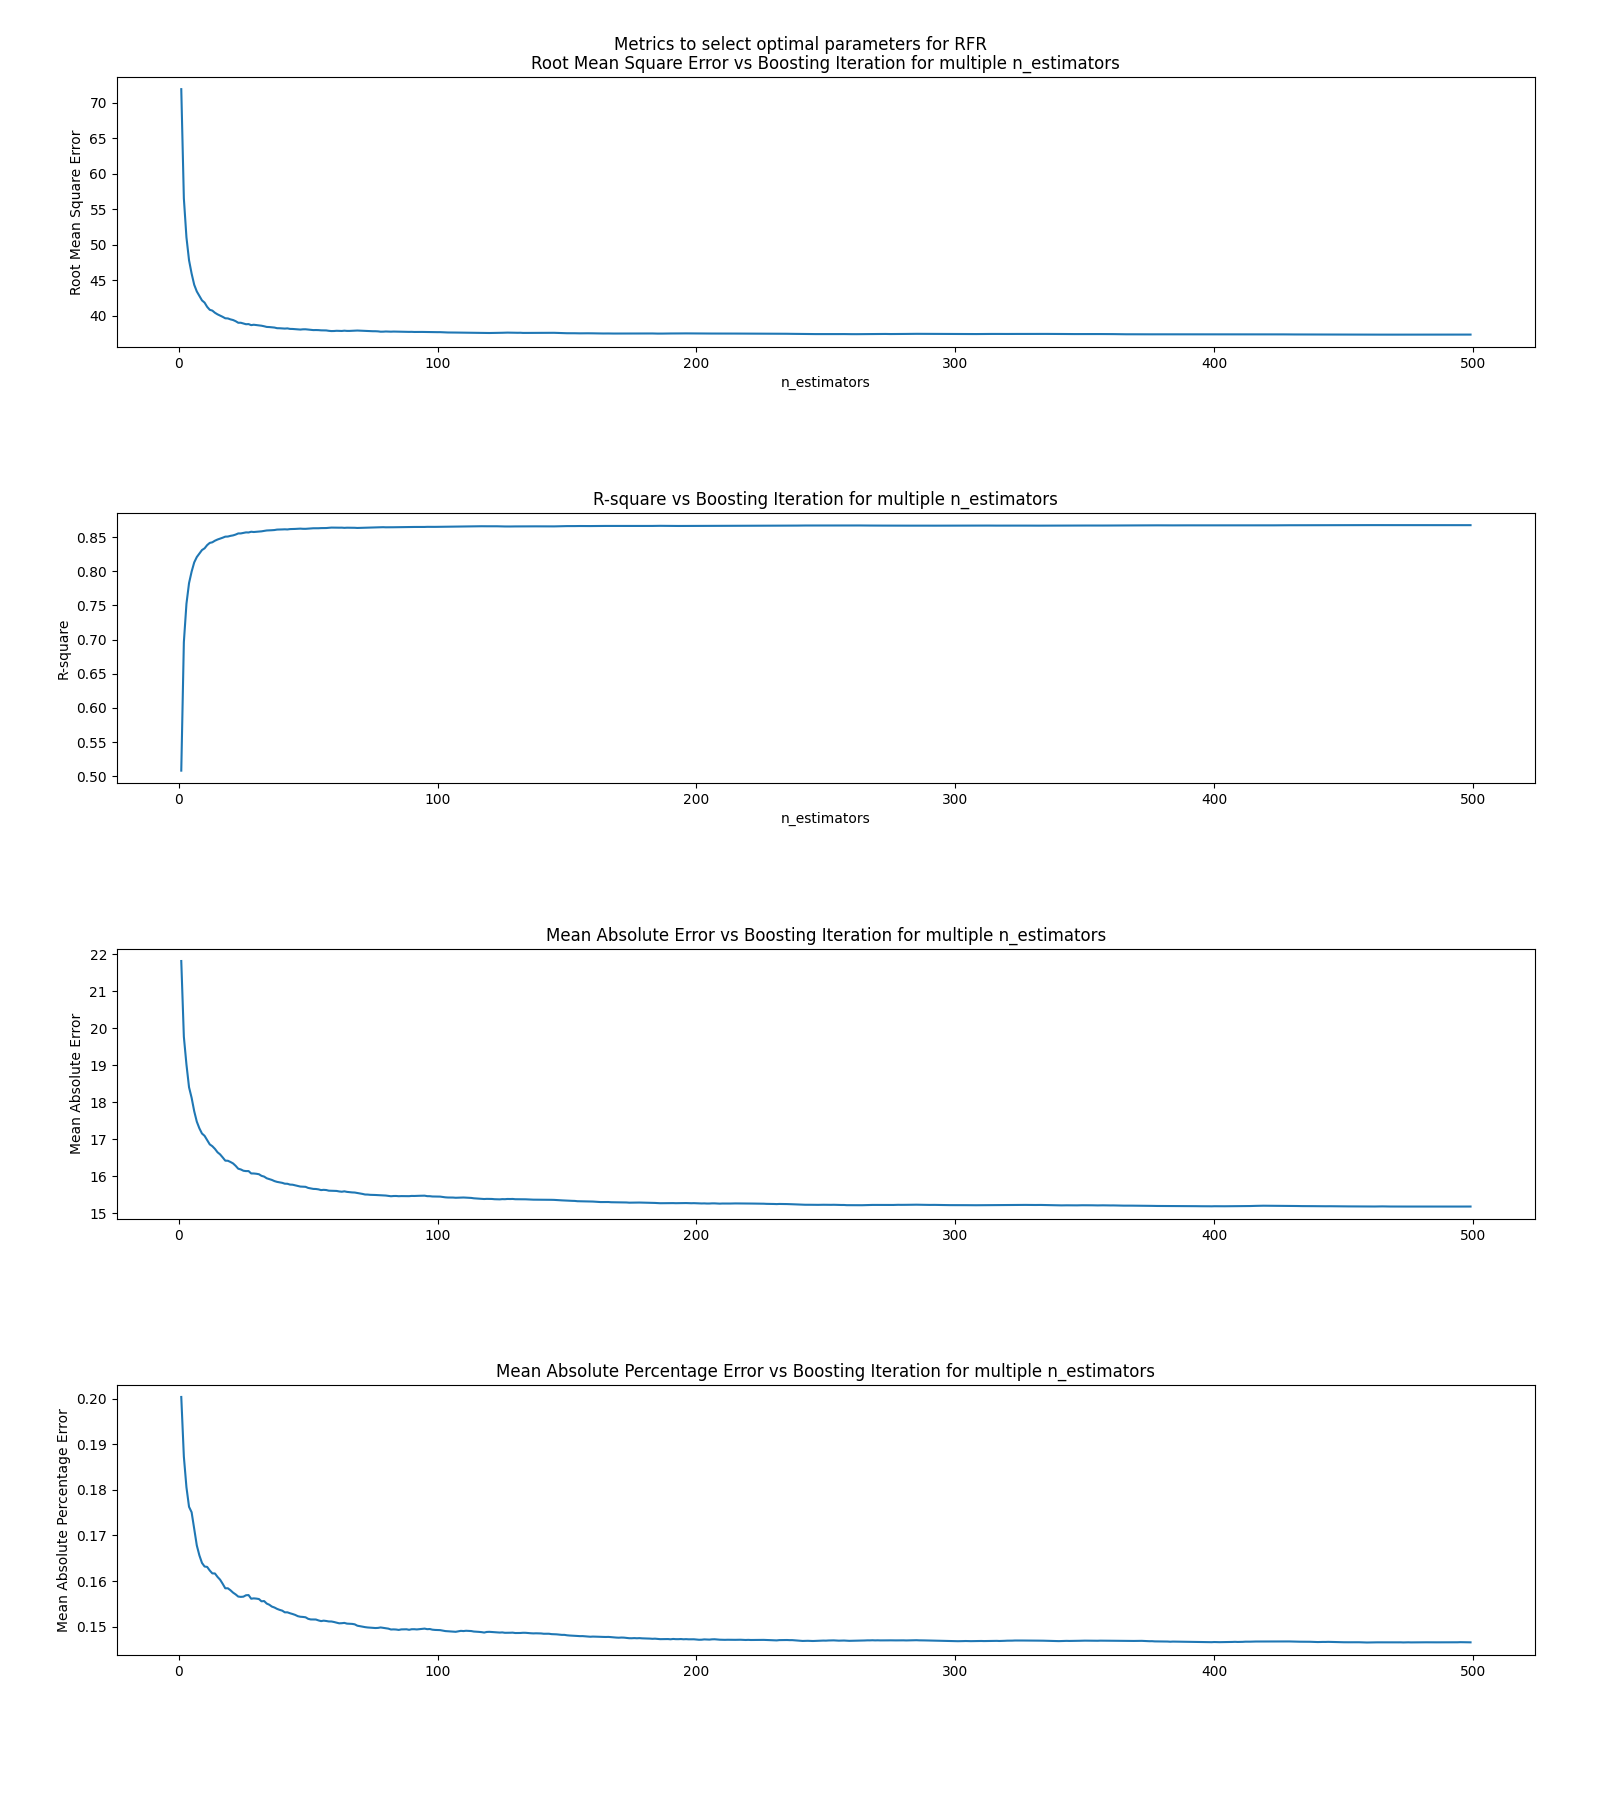 Metrics to select optimal parameters for RFR
Root Mean Square Error vs Boosting Iteration for multiple n_estimators
Root Mean Square Error
70
65
60
55
50
45
40
0 100 200 300 400 500
n_estimators
R-square vs Boosting Iteration for multiple n_estimators
R-square
0.85
0.80
0.75
0.70
0.65
0.60
0.55
0.50
0 100 200 300 400 500
n_estimators
Mean Absolute Error vs Boosting Iteration for multiple n_estimators
Mean Absolute Error
22
21
20
19
18
17
16
15
0 100 200 300 400 500
Mean Absolute Percentage Error vs Boosting Iteration for multiple n_estimators
Mean Absolute Percentage Error
0.20
0.19
0.18
0.17
0.16
0.15
0 100 200 300 400 500